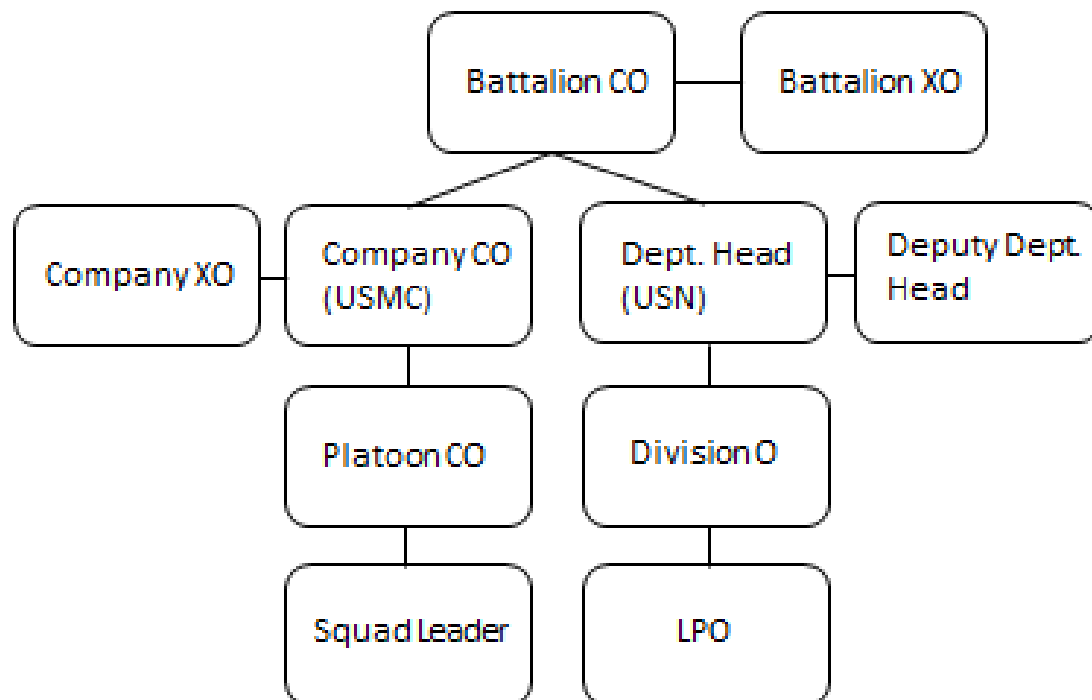 Battalion CO
Battalion XO
Company XO
Company CO
(USMC)
Dept. Head
(USN)
Deputy Dept.
Head
Platoon CO
Division O
Squad Leader
LPO